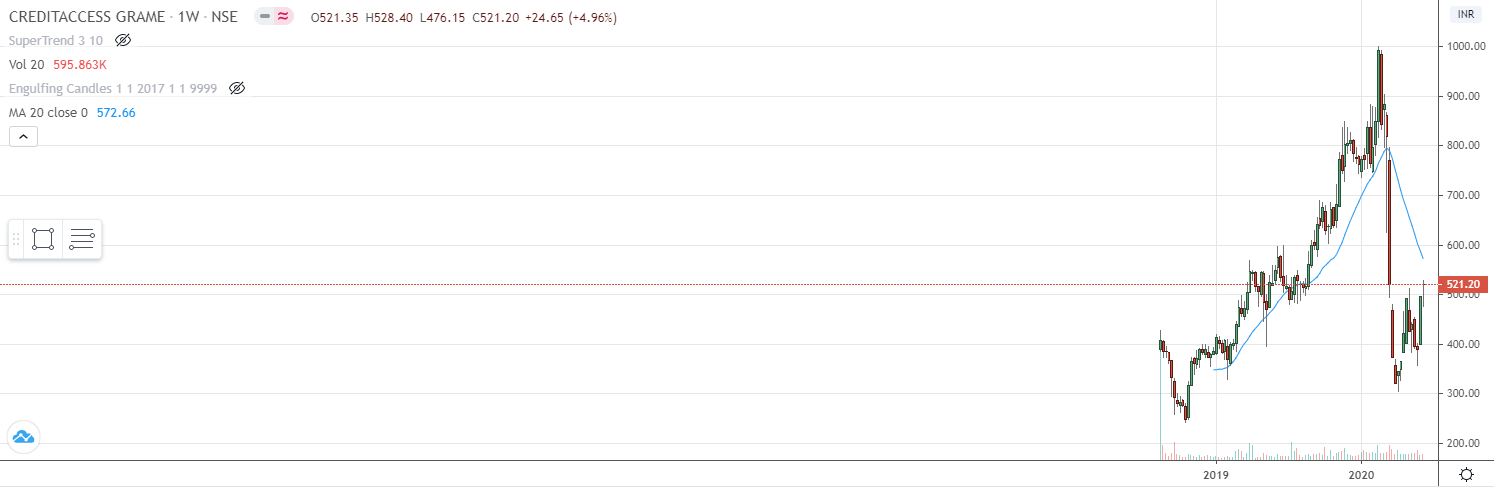 CREDITACCESS GRAME · 1W · NSE O521.35 H528.40 L476.15 C521.20 +24.65 (+4.96%)
SuperTrend 3 10
Vol 20 595.863K
Engulfing Candles 1 1 2017 1 1 9999
MA 20 close 0 572.66
INR
1000.00
900.00
800.00
700.00
600.00
521.20
500.00
400.00
300.00
200.00
2019 2020